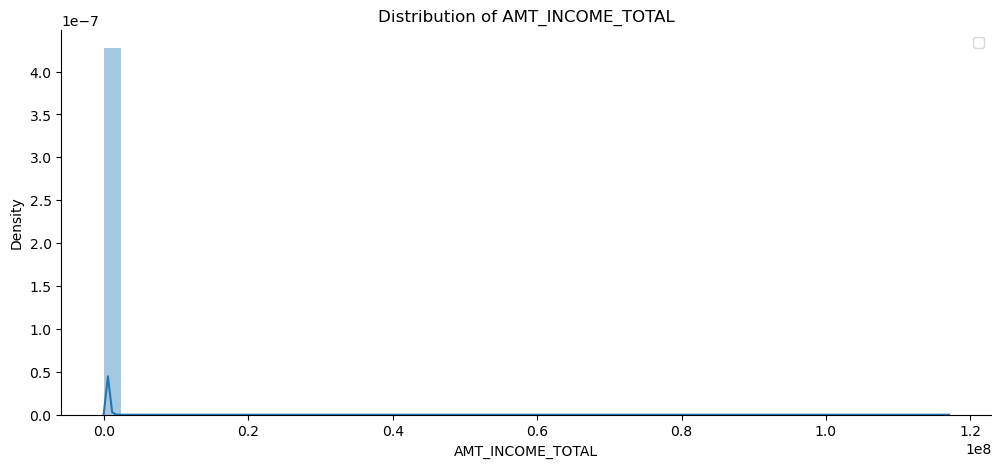 Distribution of AMT_INCOME_TOTAL
1e−7
4.0
3.5
3.0
2.5
2.0
1.5
1.0
0.5
0.0
Density
0.0 0.2 0.4 0.6 0.8 1.0 1.2
1e8
AMT_INCOME_TOTAL